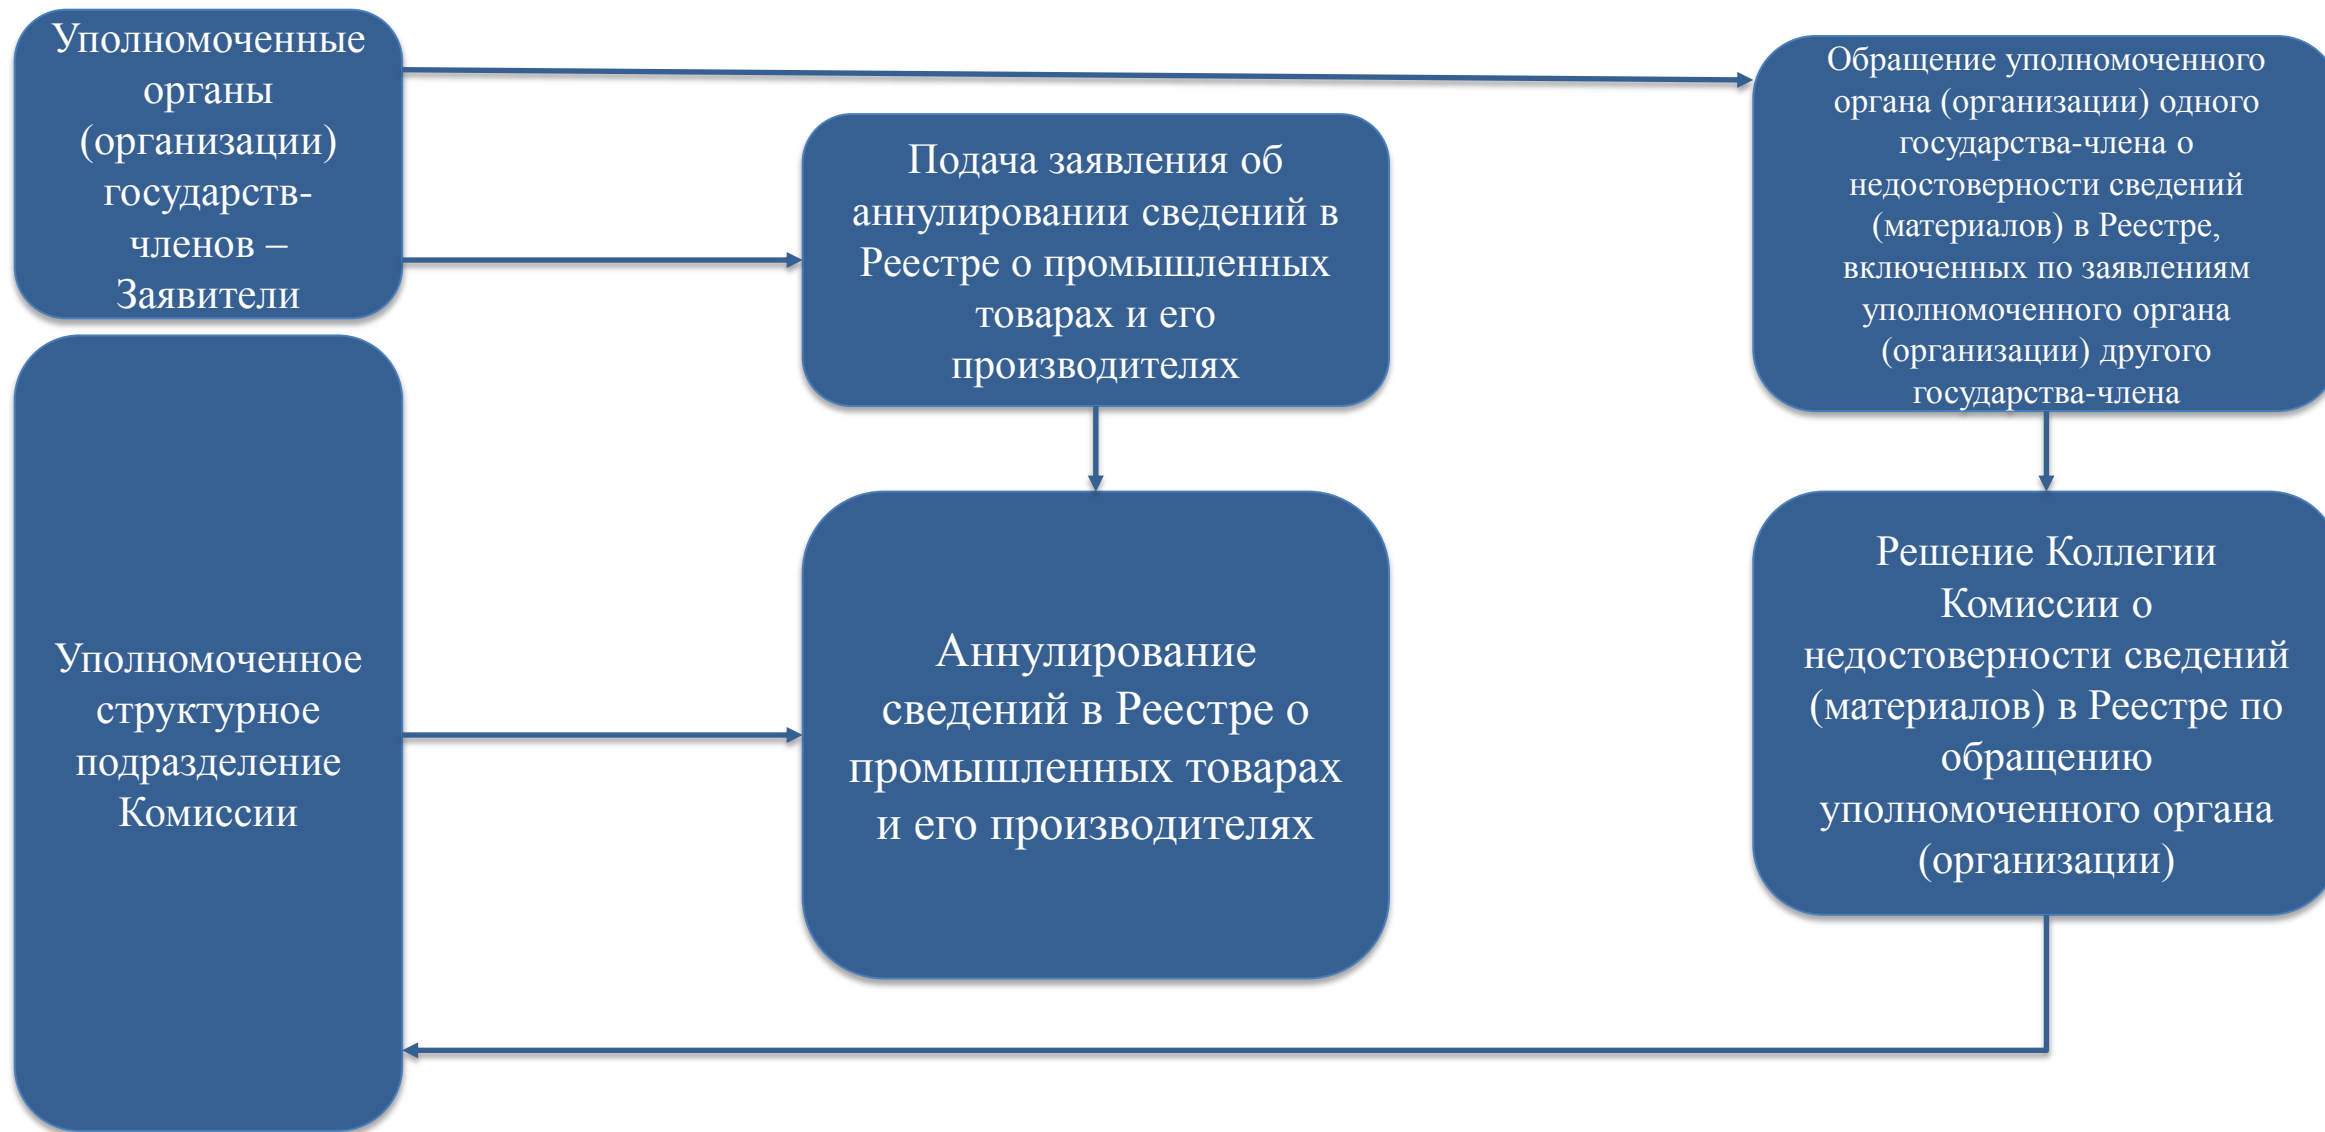 Уполномоченные
органы
(организации)
государств-
членов –
Заявители
Подача заявления об
аннулировании сведений в
Реестре о промышленных
товарах и его
производителях
Обращение уполномоченного
органа (организации) одного
государства-члена о
недостоверности сведений
(материалов) в Реестре,
включенных по заявлениям
уполномоченного органа
(организации) другого
государства-члена
Уполномоченное
структурное
подразделение
Комиссии
Аннулирование
сведений в Реестре о
промышленных товарах
и его производителях
Решение Коллегии
Комиссии о
недостоверности сведений
(материалов) в Реестре по
обращению
уполномоченного органа
(организации)